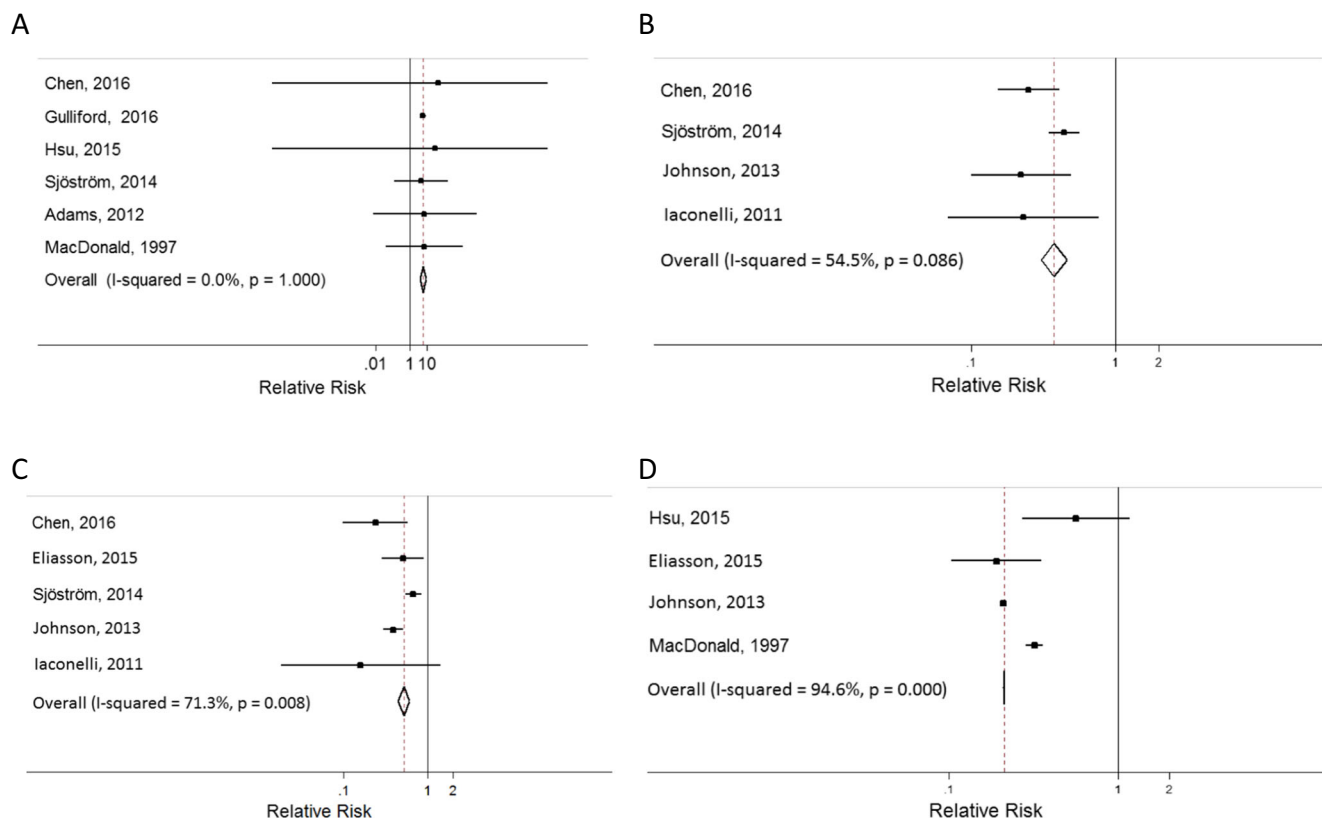 A
Chen, 2016
Gulliford, 2016
Hsu, 2015
Sjöström, 2014
Adams, 2012
MacDonald, 1997
Overall (I-squared = 0.0%, p = 1.000)
.01 1 10
Relative Risk
B
Chen, 2016
Sjöström, 2014
Johnson, 2013
Iaconelli, 2011
Overall (I-squared = 54.5%, p = 0.086)
.1 1 2
Relative Risk
C
Chen, 2016
Eliasson, 2015
Sjöström, 2014
Johnson, 2013
Iaconelli, 2011
Overall (I-squared = 71.3%, p = 0.008)
.1 1 2
Relative Risk
D
Hsu, 2015
Eliasson, 2015
Johnson, 2013
MacDonald, 1997
Overall (I-squared = 94.6%, p = 0.000)
.1 1 2
Relative Risk